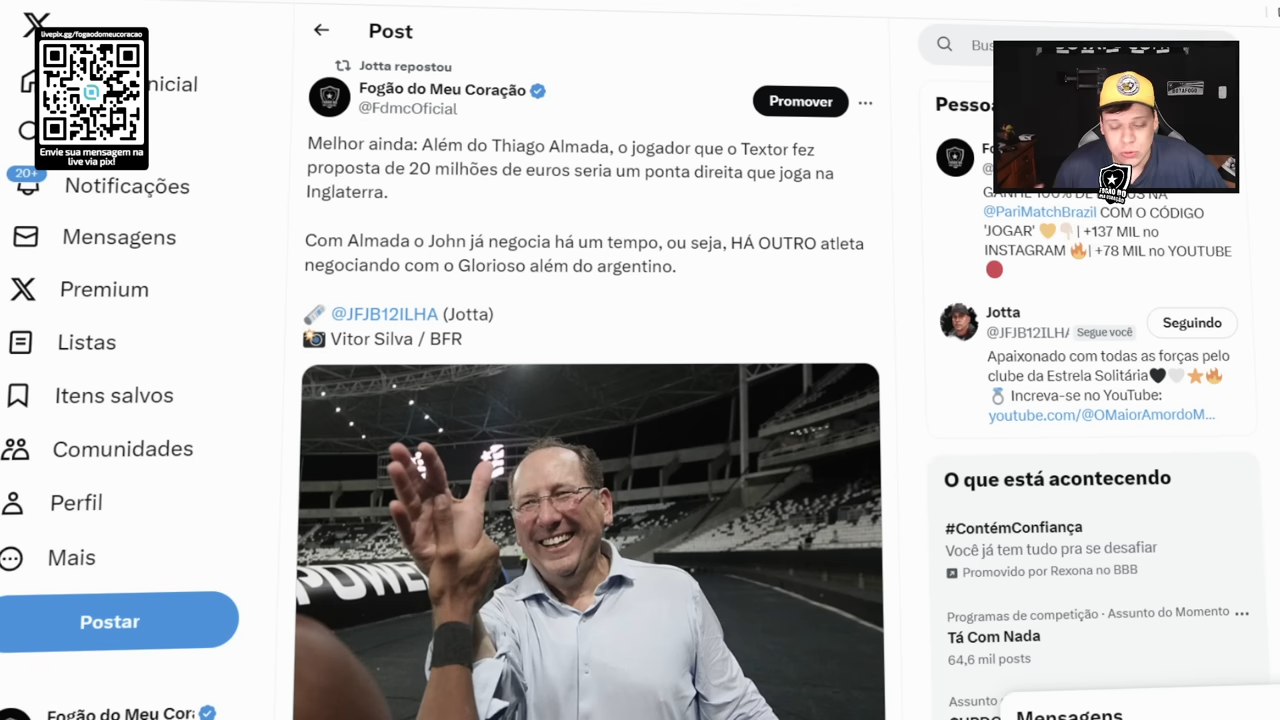 livepix.gg/fogaodomeucoracao
Envie sua mensagem na
live via pix!
nicial
20+
Notificações
Mensagens
Premium
Listas
Itens salvos
Comunidades
Perfil
Mais
Postar
Fogão do Meu Cor
Post
Jotta repostou
Fogão do Meu Coração
@FdmcOficial
Promover
Melhor ainda: Além do Thiago Almada, o jogador que o Textor fez
proposta de 20 milhões de euros seria um ponta direita que joga na
Inglaterra.
Com Almada o John já negocia há um tempo, ou seja, HÁ OUTRO atleta
negociando com o Glorioso além do argentino.
🗞️ @JFJB12ILHA (Jotta)
📸 Vitor Silva / BFR
POWE
Bus
Pesso
Fo
@
@PariMatchBrazil COM O CÓDIGO
'JOGAR' 💛👇🏻| +137 MIL no
INSTAGRAM 🔥| +78 MIL no YOUTUBE
🔴
Jotta
@JFJB12ILHA Segue você
Seguindo
Apaixonado com todas as forças pelo
clube da Estrela Solitária🖤🤍⭐🔥
💍 Increva-se no YouTube:
youtube.com/@OMaiorAmordoM...
O que está acontecendo
#ContémConfiança
Você já tem tudo pra se desafiar
Promovido por Rexona no BBB
Programas de competição · Assunto do Momento
Tá Com Nada
64,6 mil posts
Assunto
Mensagens